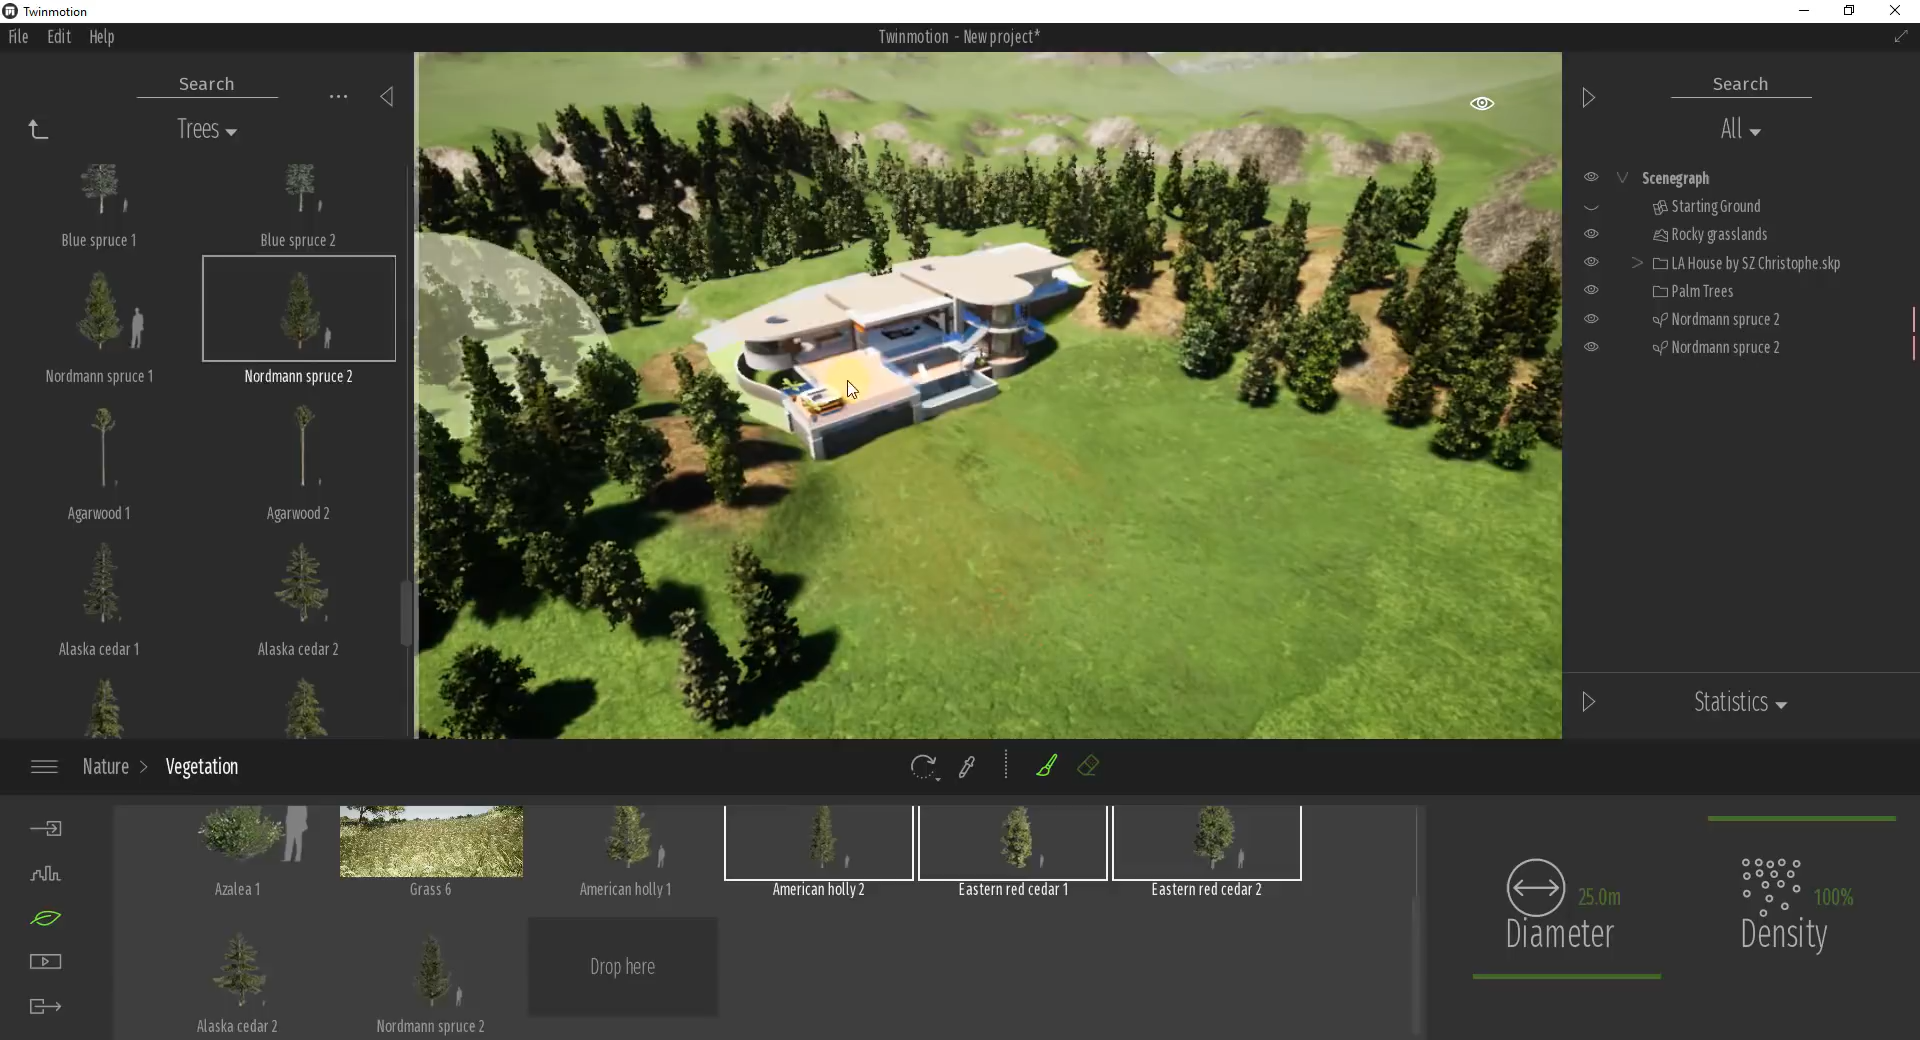 Twinmotion
File Edit Help
Twinmotion - New project*
Search
...
Trees
Blue spruce 1
Blue spruce 2
Nordmann spruce 1
Nordmann spruce 2
Agarwood 1
Agarwood 2
Alaska cedar 1
Alaska cedar 2
Search
All
Scenegraph
Starting Ground
Rocky grasslands
LA House by SZ Christophe.skp
Palm Trees
Nordmann spruce 2
Nordmann spruce 2
Statistics
Nature > Vegetation
Azalea 1
Grass 6
American holly 1
American holly 2
Eastern red cedar 1
Eastern red cedar 2
Alaska cedar 2
Nordmann spruce 2
Drop here
25.0m
Diameter
100%
Density